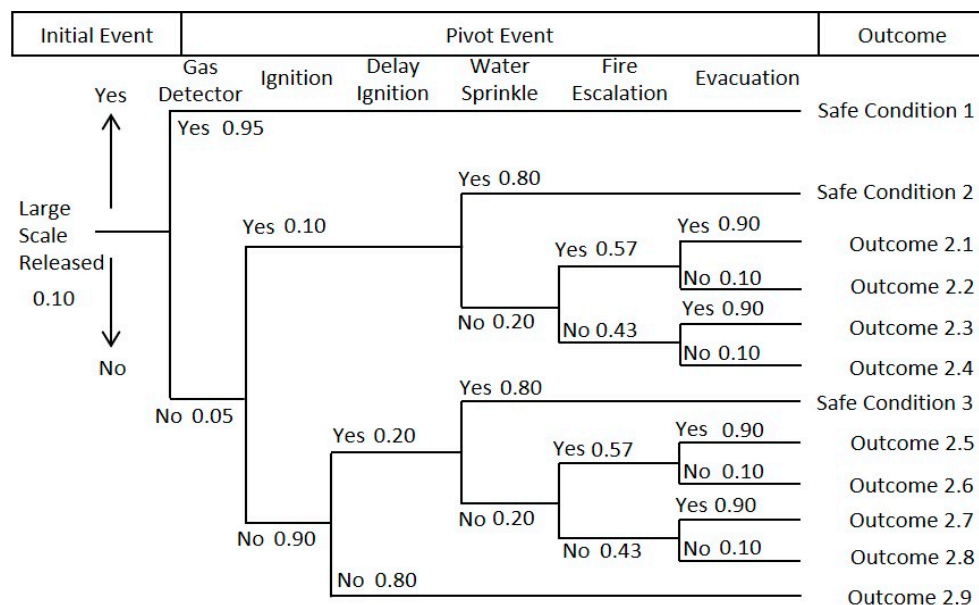 Initial Event Pivot Event Outcome
Gas Detector Ignition Delay Ignition Water Sprinkle Fire Escalation Evacuation
Yes
Yes 0.95 Safe Condition 1
Large Scale Released 0.10
No
Yes 0.80 Safe Condition 2
Yes 0.10
Yes 0.90 Outcome 2.1
Yes 0.57
No 0.10 Outcome 2.2
No 0.20
Yes 0.90 Outcome 2.3
No 0.43
No 0.10 Outcome 2.4
Yes 0.80 Safe Condition 3
No 0.05
Yes 0.20
Yes 0.90 Outcome 2.5
Yes 0.57
No 0.10 Outcome 2.6
No 0.20
Yes 0.90 Outcome 2.7
No 0.90
No 0.43
No 0.10 Outcome 2.8
No 0.80 Outcome 2.9